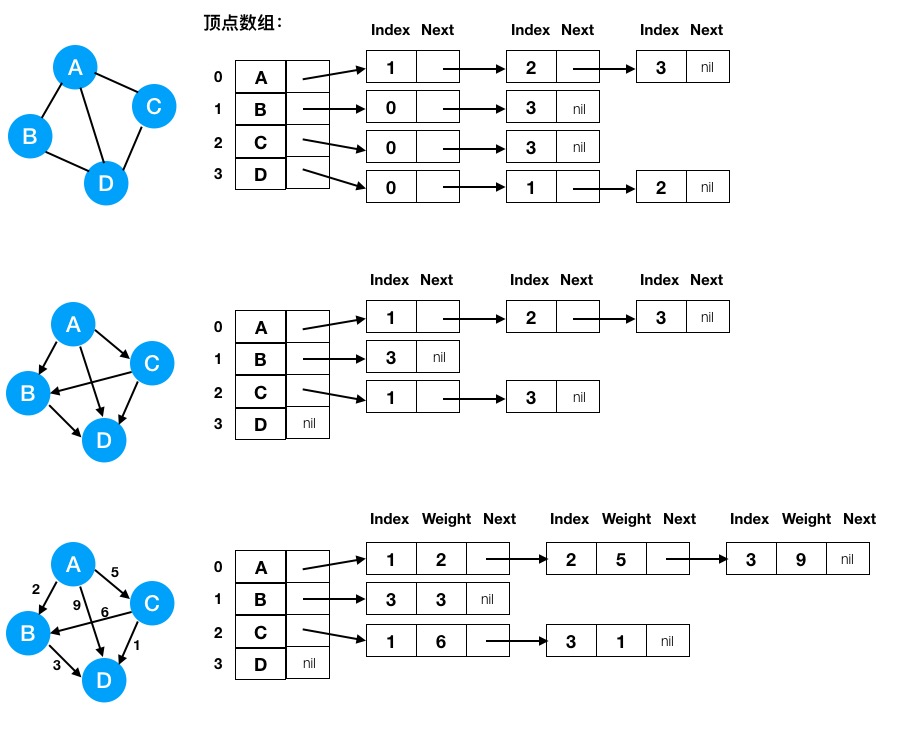 顶点数组：
Index Next Index Next Index Next
A
C
B
D
0 A 1 2 3 nil
1 B 0 3 nil
2 C 0 3 nil
3 D 0 1 2 nil
Index Next Index Next Index Next
A
C
B
D
0 A 1 2 3 nil
1 B 3 nil
2 C 1 3 nil
3 D nil
Index Weight Next Index Weight Next Index Weight Next
A
5
2
9
6
C
B
1
3
D
0 A 1 2 2 5 3 9 nil
1 B 3 3 nil
2 C 1 6 3 1 nil
3 D nil